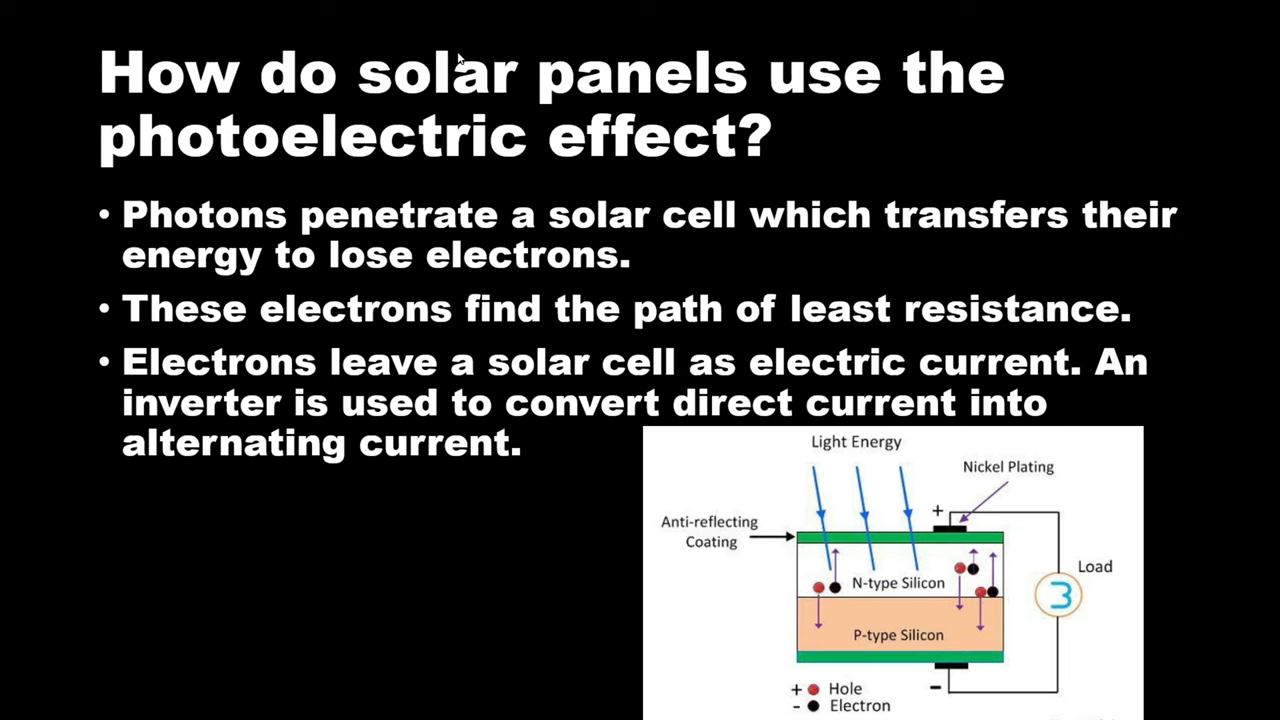 How do solar panels use the
photoelectric effect?
• Photons penetrate a solar cell which transfers their
energy to lose electrons.
• These electrons find the path of least resistance.
• Electrons leave a solar cell as electric current. An
inverter is used to convert direct current into
alternating current.
Light Energy
Nickel Plating
+
Anti-reflecting
Coating
Load
N-type Silicon
P-type Silicon
+ Hole
-
- Electron